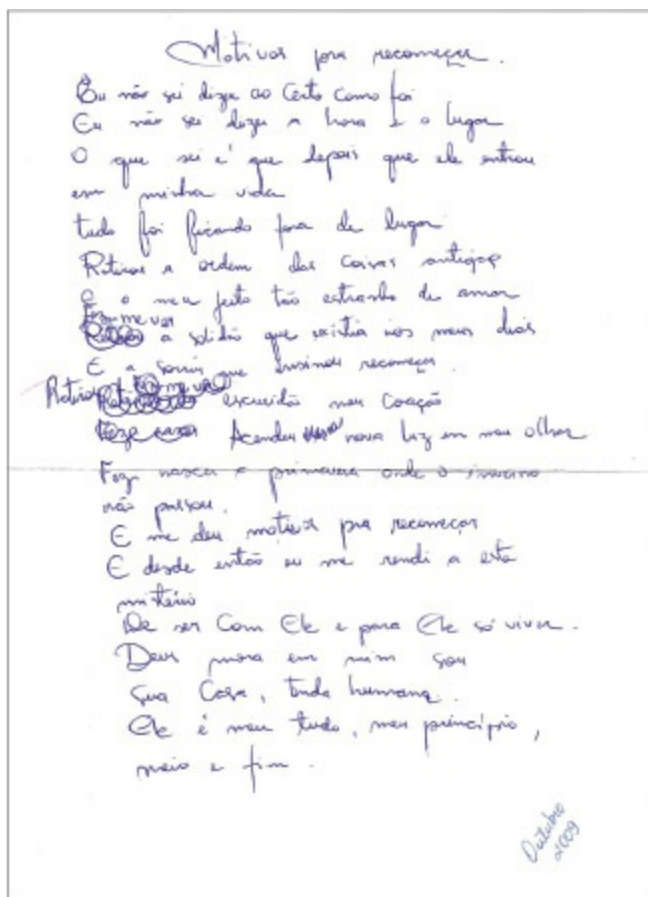 Motivos pra recomeçar.
Eu não sei dizer ao Certo Como foi
Eu não sei dizer a hora e o lugar
O que sei é que depois que ele entrou
em minha vida
tudo foi ficando fora de lugar
Retirou a ordem das coisas antigas
E o meu jeito tão estranho de amar
Fez me ver
a solidão que existia nos meus dias
E a sorrir que ensinou recomeçar.
Retirou
escuridão meu Coração
Acendeu nova luz em meu olhar
Fez nascer a primavera onde o inverno
não passou.
E me deu motivos pra recomeçar
E desde então eu me rendi a este
mistério
De ser Com Ele e para Ele só viver.
Deus mora em mim sou
Sua Casa, tenda humana.
Ele é meu tudo, meu princípio,
meio e fim.
Outubro
2009